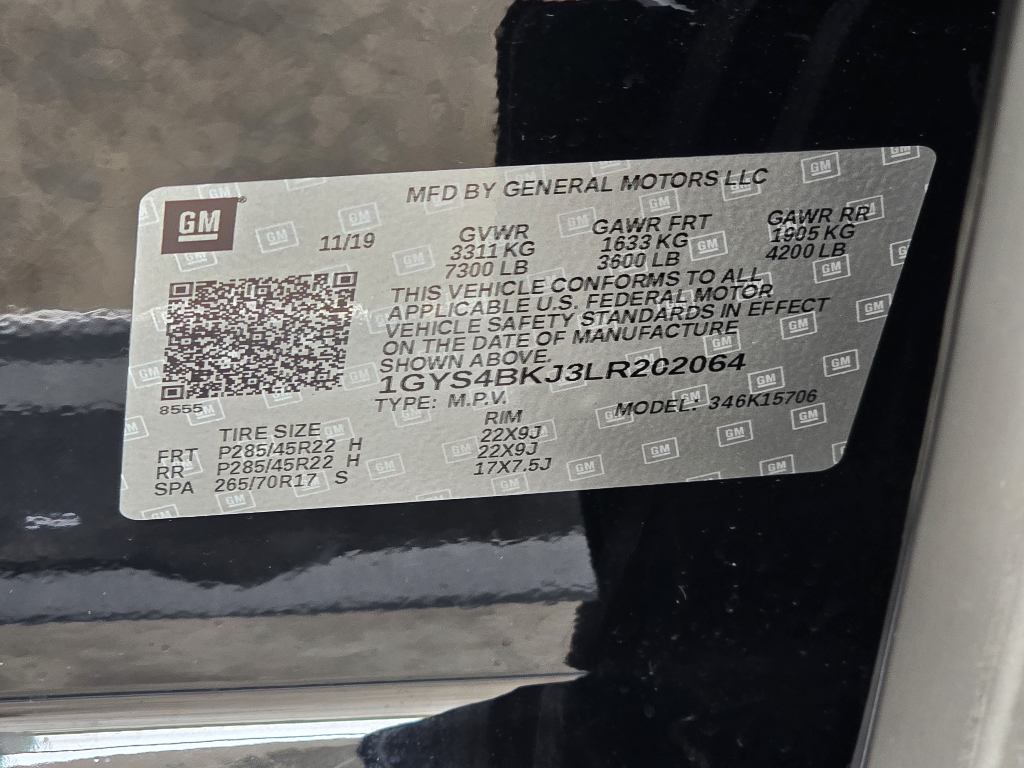 MFD BY GENERAL MOTORS LLC
GM
11/19
GVWR
3311 KG
7300 LB
GAWR FRT
1633 KG
3600 LB
GAWR RR
1905 KG
4200 LB
THIS VEHICLE CONFORMS TO ALL
APPLICABLE U.S. FEDERAL MOTOR
VEHICLE SAFETY STANDARDS IN EFFECT
ON THE DATE OF MANUFACTURE
SHOWN ABOVE.
1GYS4BKJ3LR202064
TYPE: M.P.V.
MODEL: 346K15706
8555
TIRE SIZE RIM
FRT P285/45R22 H 22X9J
RR P285/45R22 H 22X9J
SPA 265/70R17 S 17X7.5J